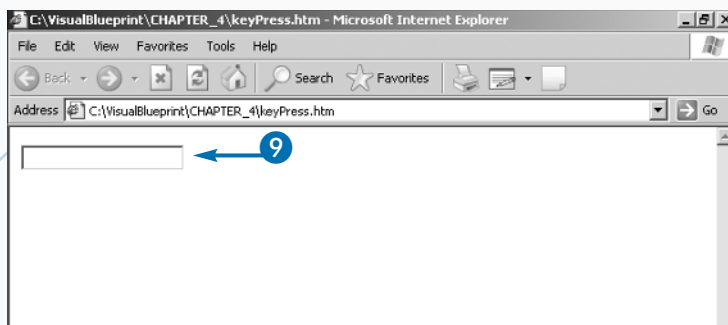 C:\VisualBlueprint\CHAPTER_4\keyPress.htm - Microsoft Internet Explorer
File Edit View Favorites Tools Help
Back Search Favorites
Address C:\VisualBlueprint\CHAPTER_4\keyPress.htm Go
9